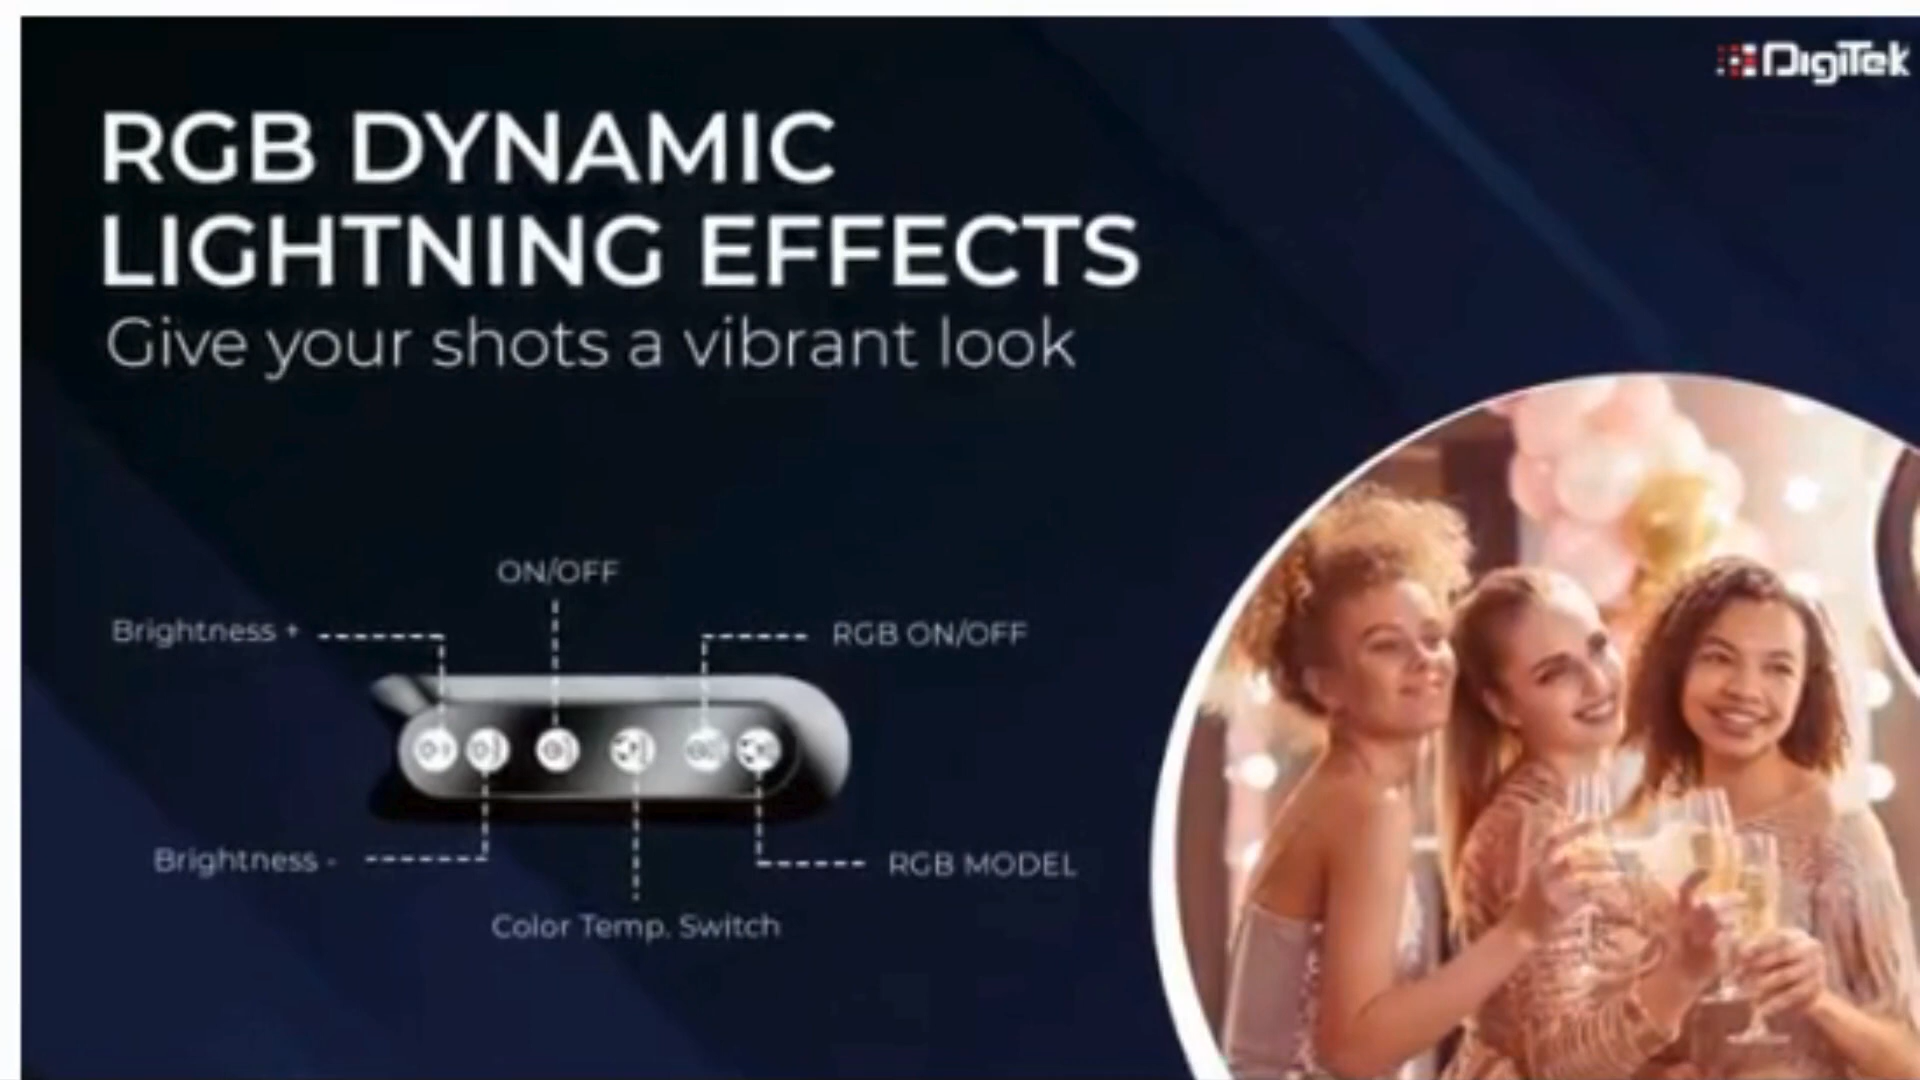 DigiTek
RGB DYNAMIC
LIGHTNING EFFECTS
Give your shots a vibrant look
ON/OFF
Brightness +
RGB ON/OFF
Brightness -
RGB MODEL
Color Temp. Switch